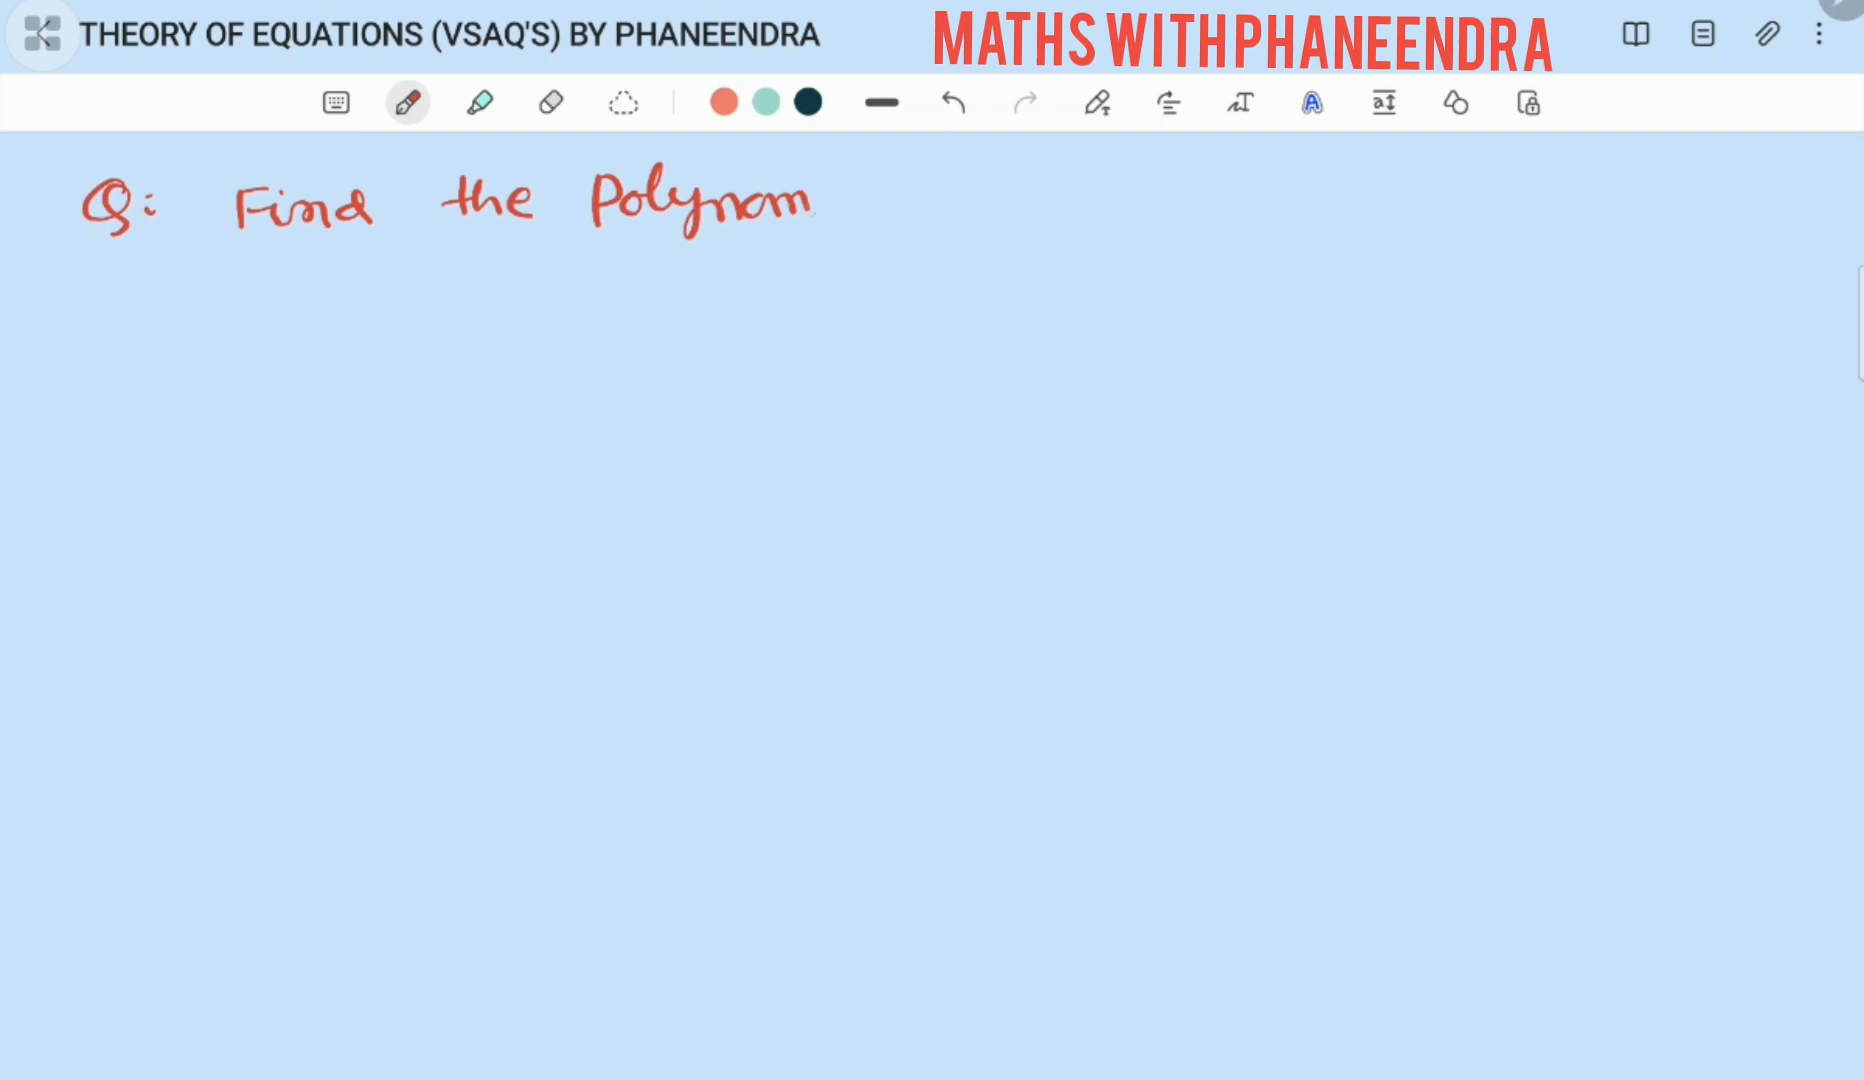 THEORY OF EQUATIONS (VSAQ'S) BY PHANEENDRA
MATHS WITH PHANEENDRA
Q: Find the Polynom